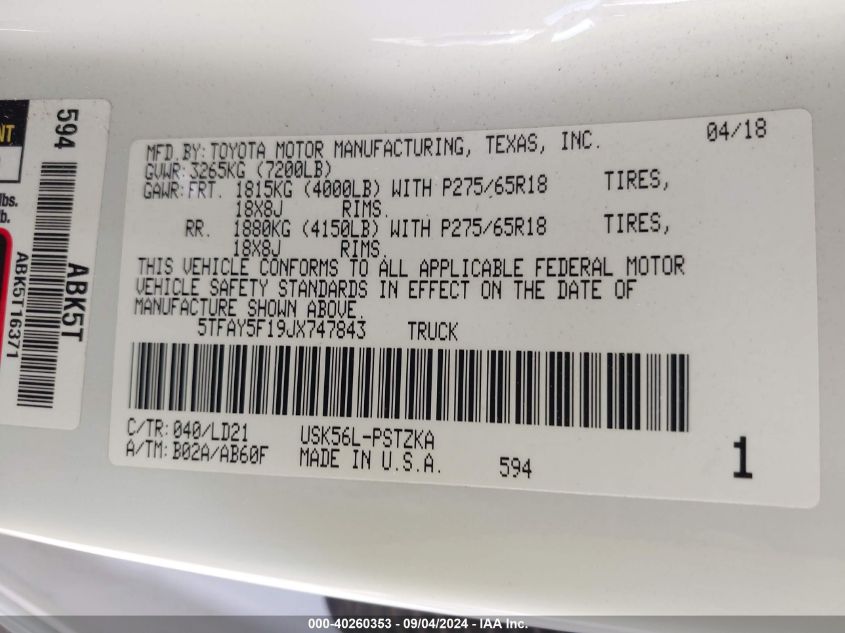 NT
lbs.
b.
594
ABK5T
ABK5T16371
MFD.BY:TOYOTA MOTOR MANUFACTURING, TEXAS, INC. 04/18
GVWR:3265KG (7200LB)
GAWR:FRT. 1815KG (4000LB) WITH P275/65R18 TIRES,
18X8J RIMS.
RR. 1880KG (4150LB) WITH P275/65R18 TIRES,
18X8J RIMS.
THIS VEHICLE CONFORMS TO ALL APPLICABLE FEDERAL MOTOR
VEHICLE SAFETY STANDARDS IN EFFECT ON THE DATE OF
MANUFACTURE SHOWN ABOVE.
5TFAY5F19JX747843 TRUCK
C/TR:040/LD21 USK56L-PSTZKA
A/TM:B02A/AB60F MADE IN U.S.A. 594 1
000-40260353 - 09/04/2024 - IAA Inc.